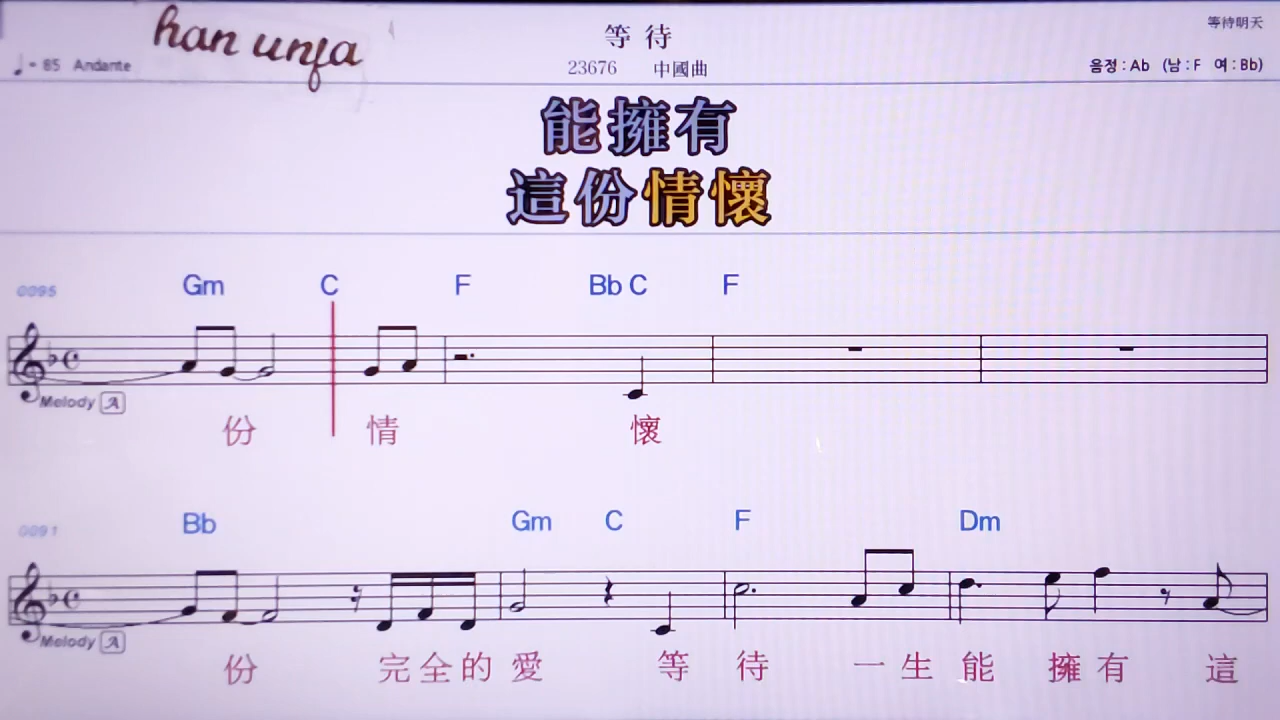 han unfa
等待
等待明天
♩= 85 Andante
23676 中國曲
음정 : Ab (남 : F 여 : Bb)
能擁有
這份情懷
0095 Gm C F Bb C F
Melody A
份 情 懷
0091 Bb Gm C F Dm
Melody A
份 完全的愛 等 待 一生能 擁有 這